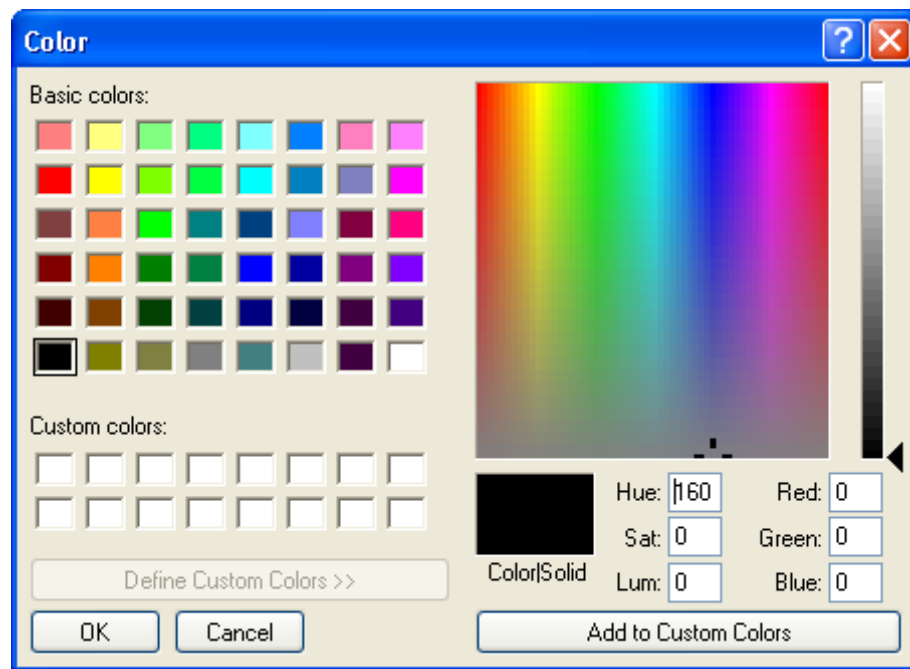 Color
Basic colors:
Custom colors:
Define Custom Colors >>
OK Cancel
Color|Solid
Hue: 160 Red: 0
Sat: 0 Green: 0
Lum: 0 Blue: 0
Add to Custom Colors